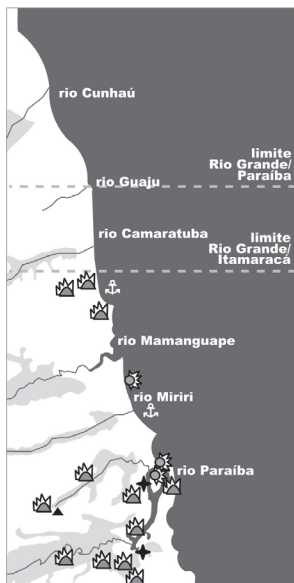 rio Cunhaú
limite
Rio Grande/
Paraíba
rio Guaju
rio Camaratuba
limite
Rio Grande/
Itamaracá
rio Mamanguape
rio Miriri
rio Paraíba